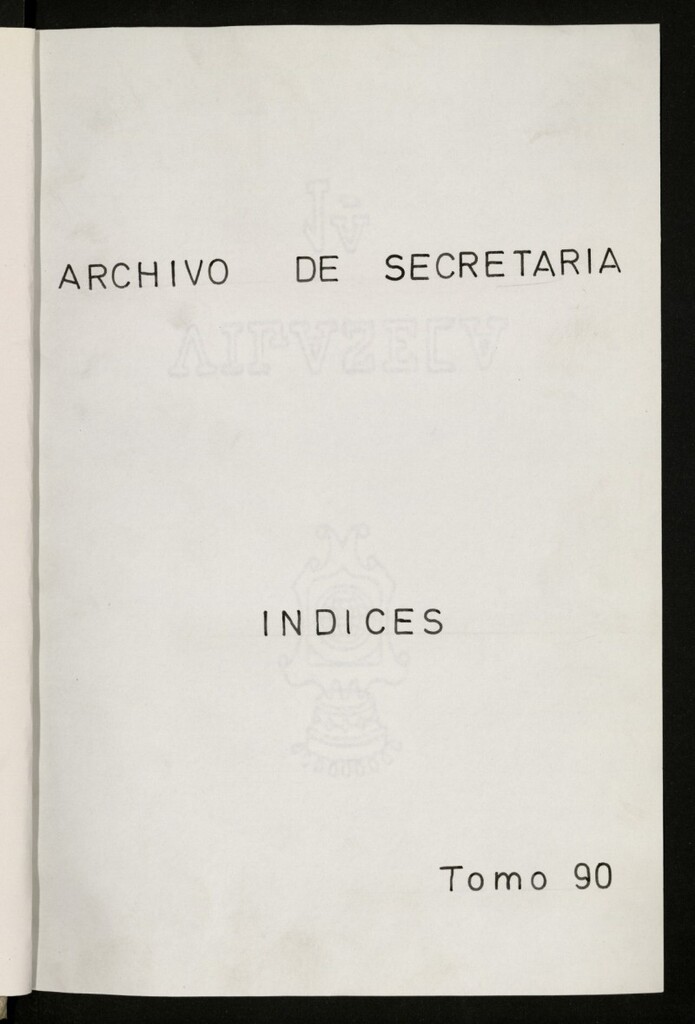 ARCHIVO DE SECRETARIA
INDICES
Tomo 90